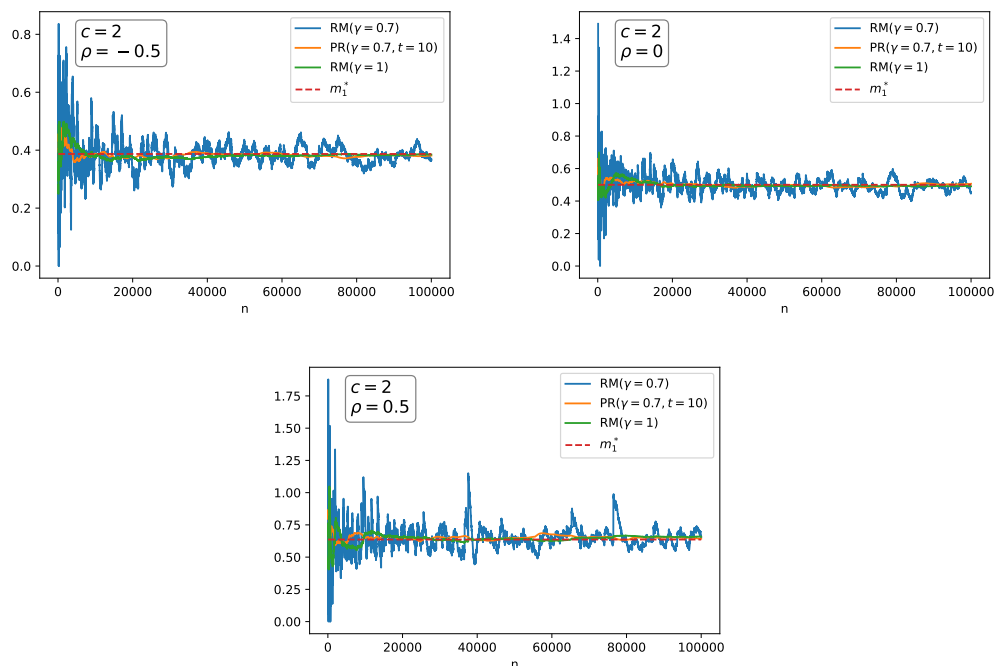 c = 2
ρ = −0.5
RM(γ = 0.7)
PR(γ = 0.7, t = 10)
RM(γ = 1)
m₁*
0.8
0.6
0.4
0.2
0.0
0 20000 40000 60000 80000 100000
n
c = 2
ρ = 0
RM(γ = 0.7)
PR(γ = 0.7, t = 10)
RM(γ = 1)
m₁*
1.4
1.2
1.0
0.8
0.6
0.4
0.2
0.0
0 20000 40000 60000 80000 100000
n
c = 2
ρ = 0.5
RM(γ = 0.7)
PR(γ = 0.7, t = 10)
RM(γ = 1)
m₁*
1.75
1.50
1.25
1.00
0.75
0.50
0.25
0.00
0 20000 40000 60000 80000 100000
n